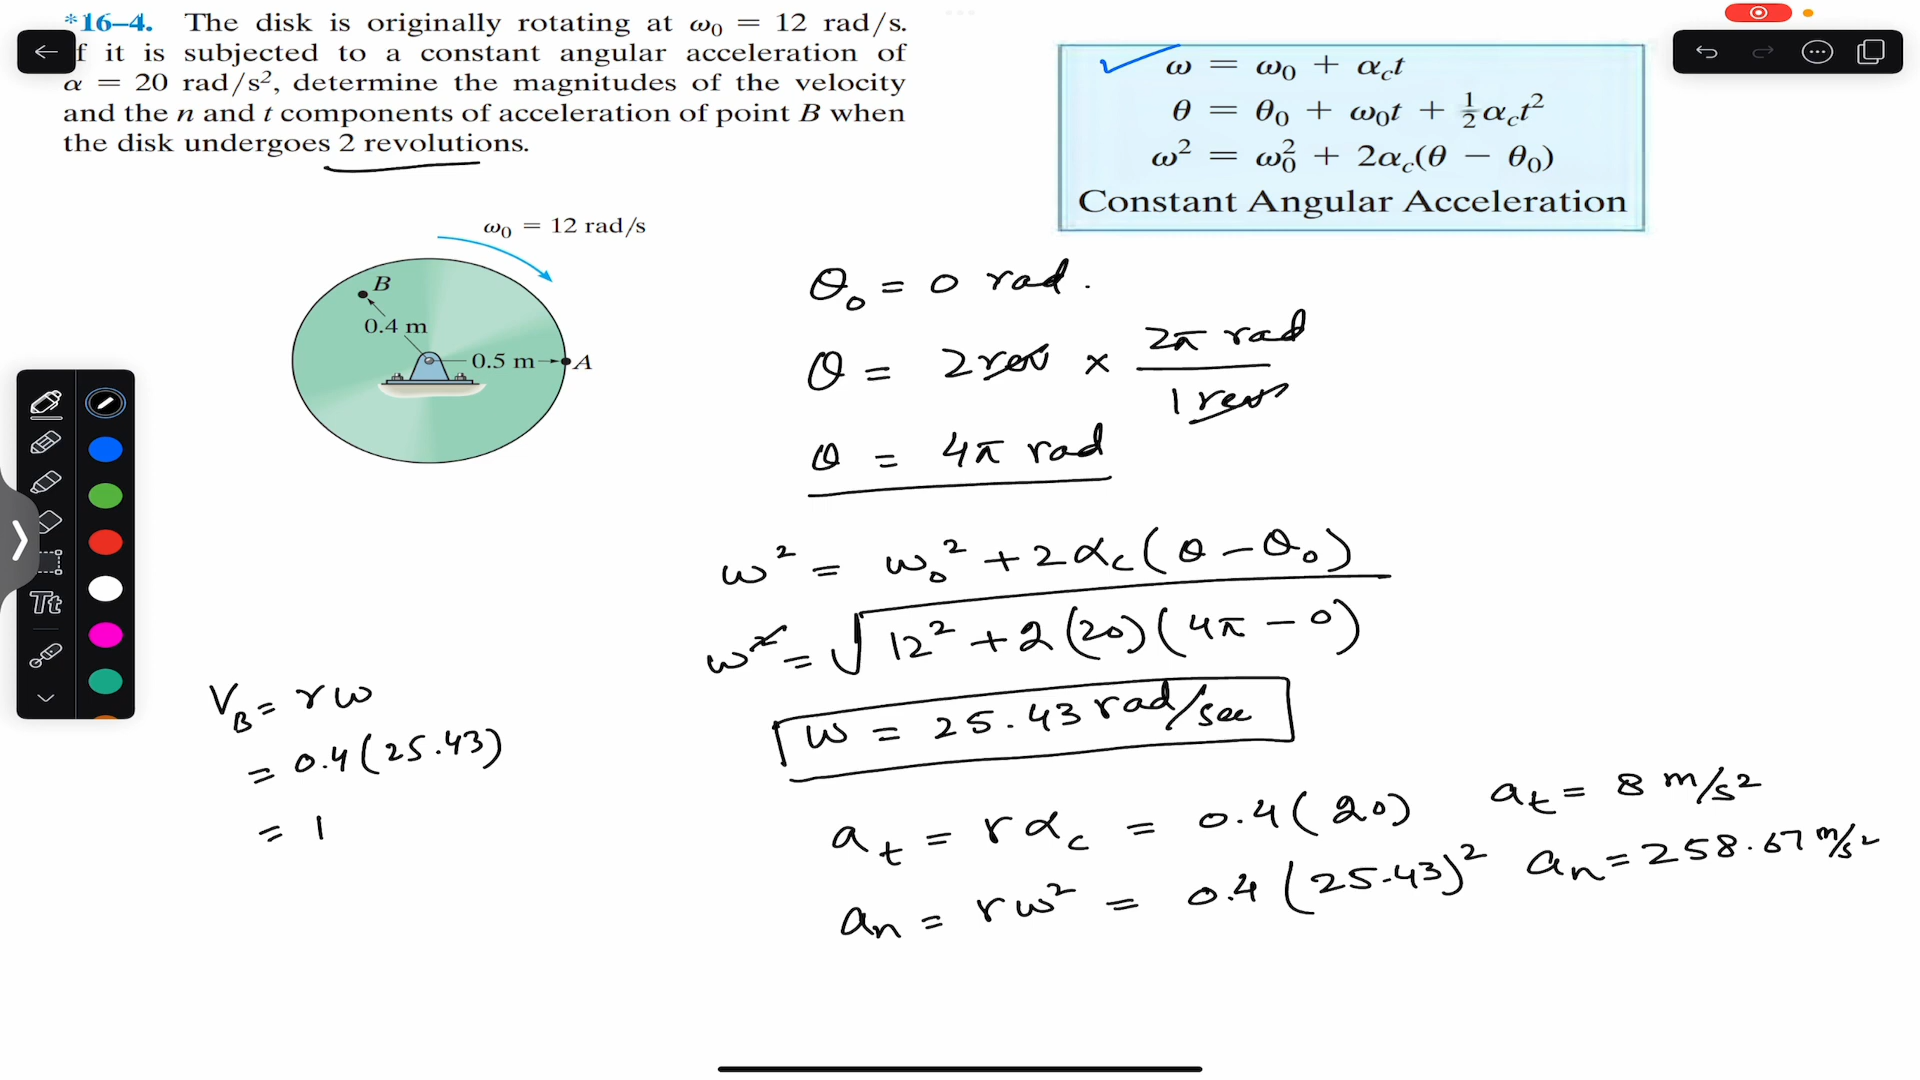 *16–4. The disk is originally rotating at ω₀ = 12 rad/s.
f it is subjected to a constant angular acceleration of
α = 20 rad/s², determine the magnitudes of the velocity
and the n and t components of acceleration of point B when
the disk undergoes 2 revolutions.
ω = ω₀ + α_c t
θ = θ₀ + ω₀t + ½α_c t²
ω² = ω₀² + 2α_c(θ − θ₀)
Constant Angular Acceleration
ω₀ = 12 rad/s
B
0.4 m
0.5 m
A
θ₀ = 0 rad.
θ = 2 rev × 2π rad / 1 rev
θ = 4π rad
ω² = ω₀² + 2α_c(θ − θ₀)
ω² = √12² + 2(20)(4π − 0)
ω = 25.43 rad/sec
V_B = rω
= 0.4(25.43)
= 1
a_t = rα_c = 0.4(20) a_t = 8 m/s²
a_n = rω² = 0.4(25.43)² a_n = 258.67 m/s²
Tt